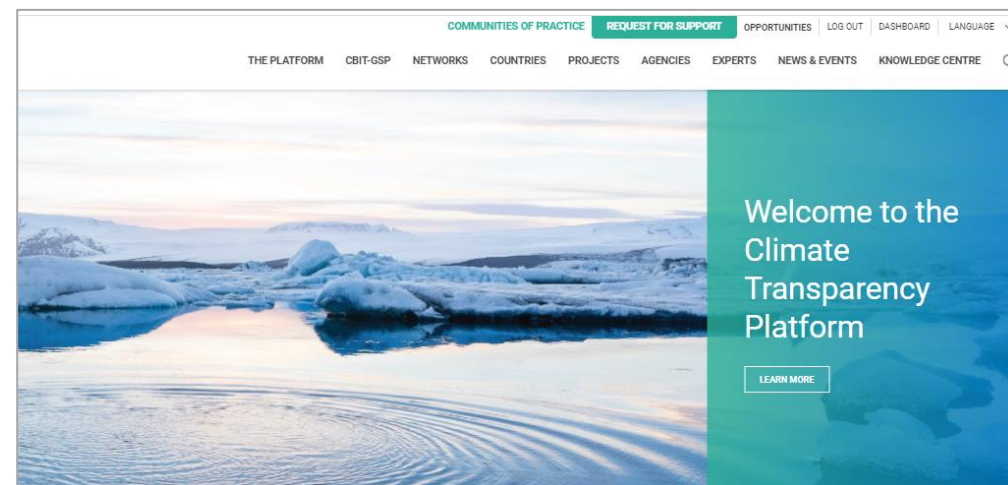 COMMUNITIES OF PRACTICE REQUEST FOR SUPPORT OPPORTUNITIES LOG OUT DASHBOARD LANGUAGE
THE PLATFORM CBIT-GSP NETWORKS COUNTRIES PROJECTS AGENCIES EXPERTS NEWS & EVENTS KNOWLEDGE CENTRE
Welcome to the
Climate
Transparency
Platform
LEARN MORE